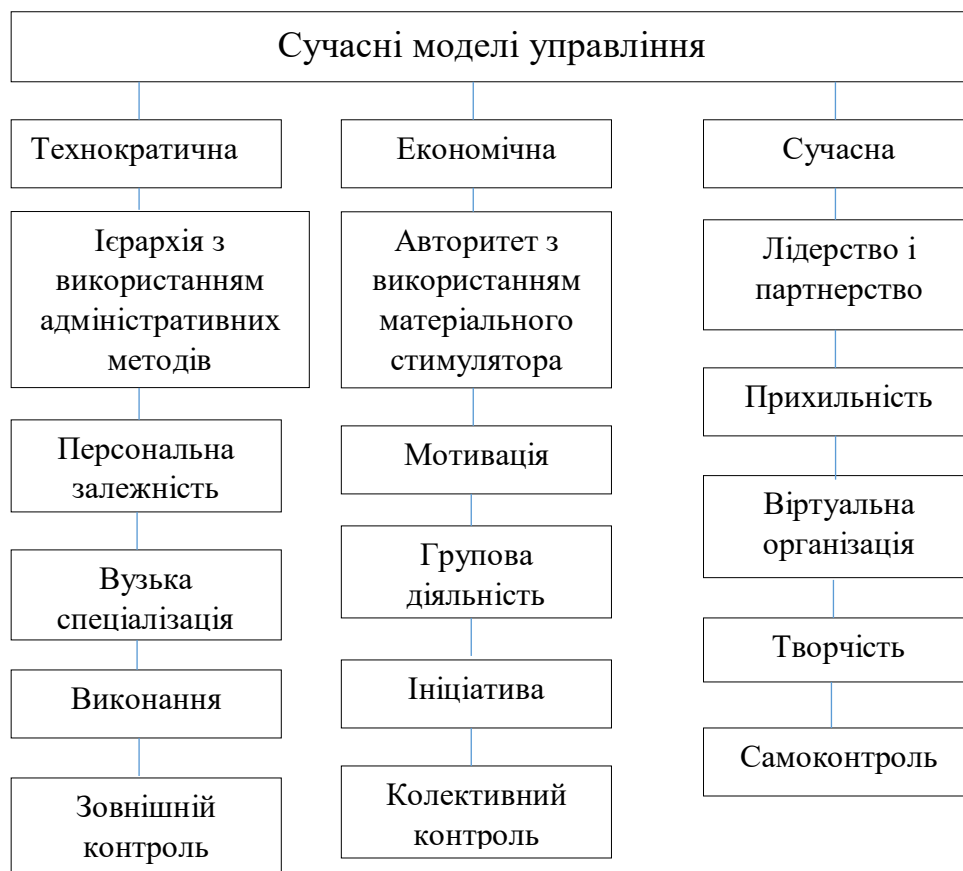 Сучасні моделі управління
Технократична
Ієрархія з
використанням
адміністративних
методів
Персональна
залежність
Вузька
спеціалізація
Виконання
Зовнішній
контроль
Економічна
Авторитет з
використанням
матеріального
стимулятора
Мотивація
Групова
діяльність
Ініціатива
Колективний
контроль
Сучасна
Лідерство і
партнерство
Прихильність
Віртуальна
організація
Творчість
Самоконтроль